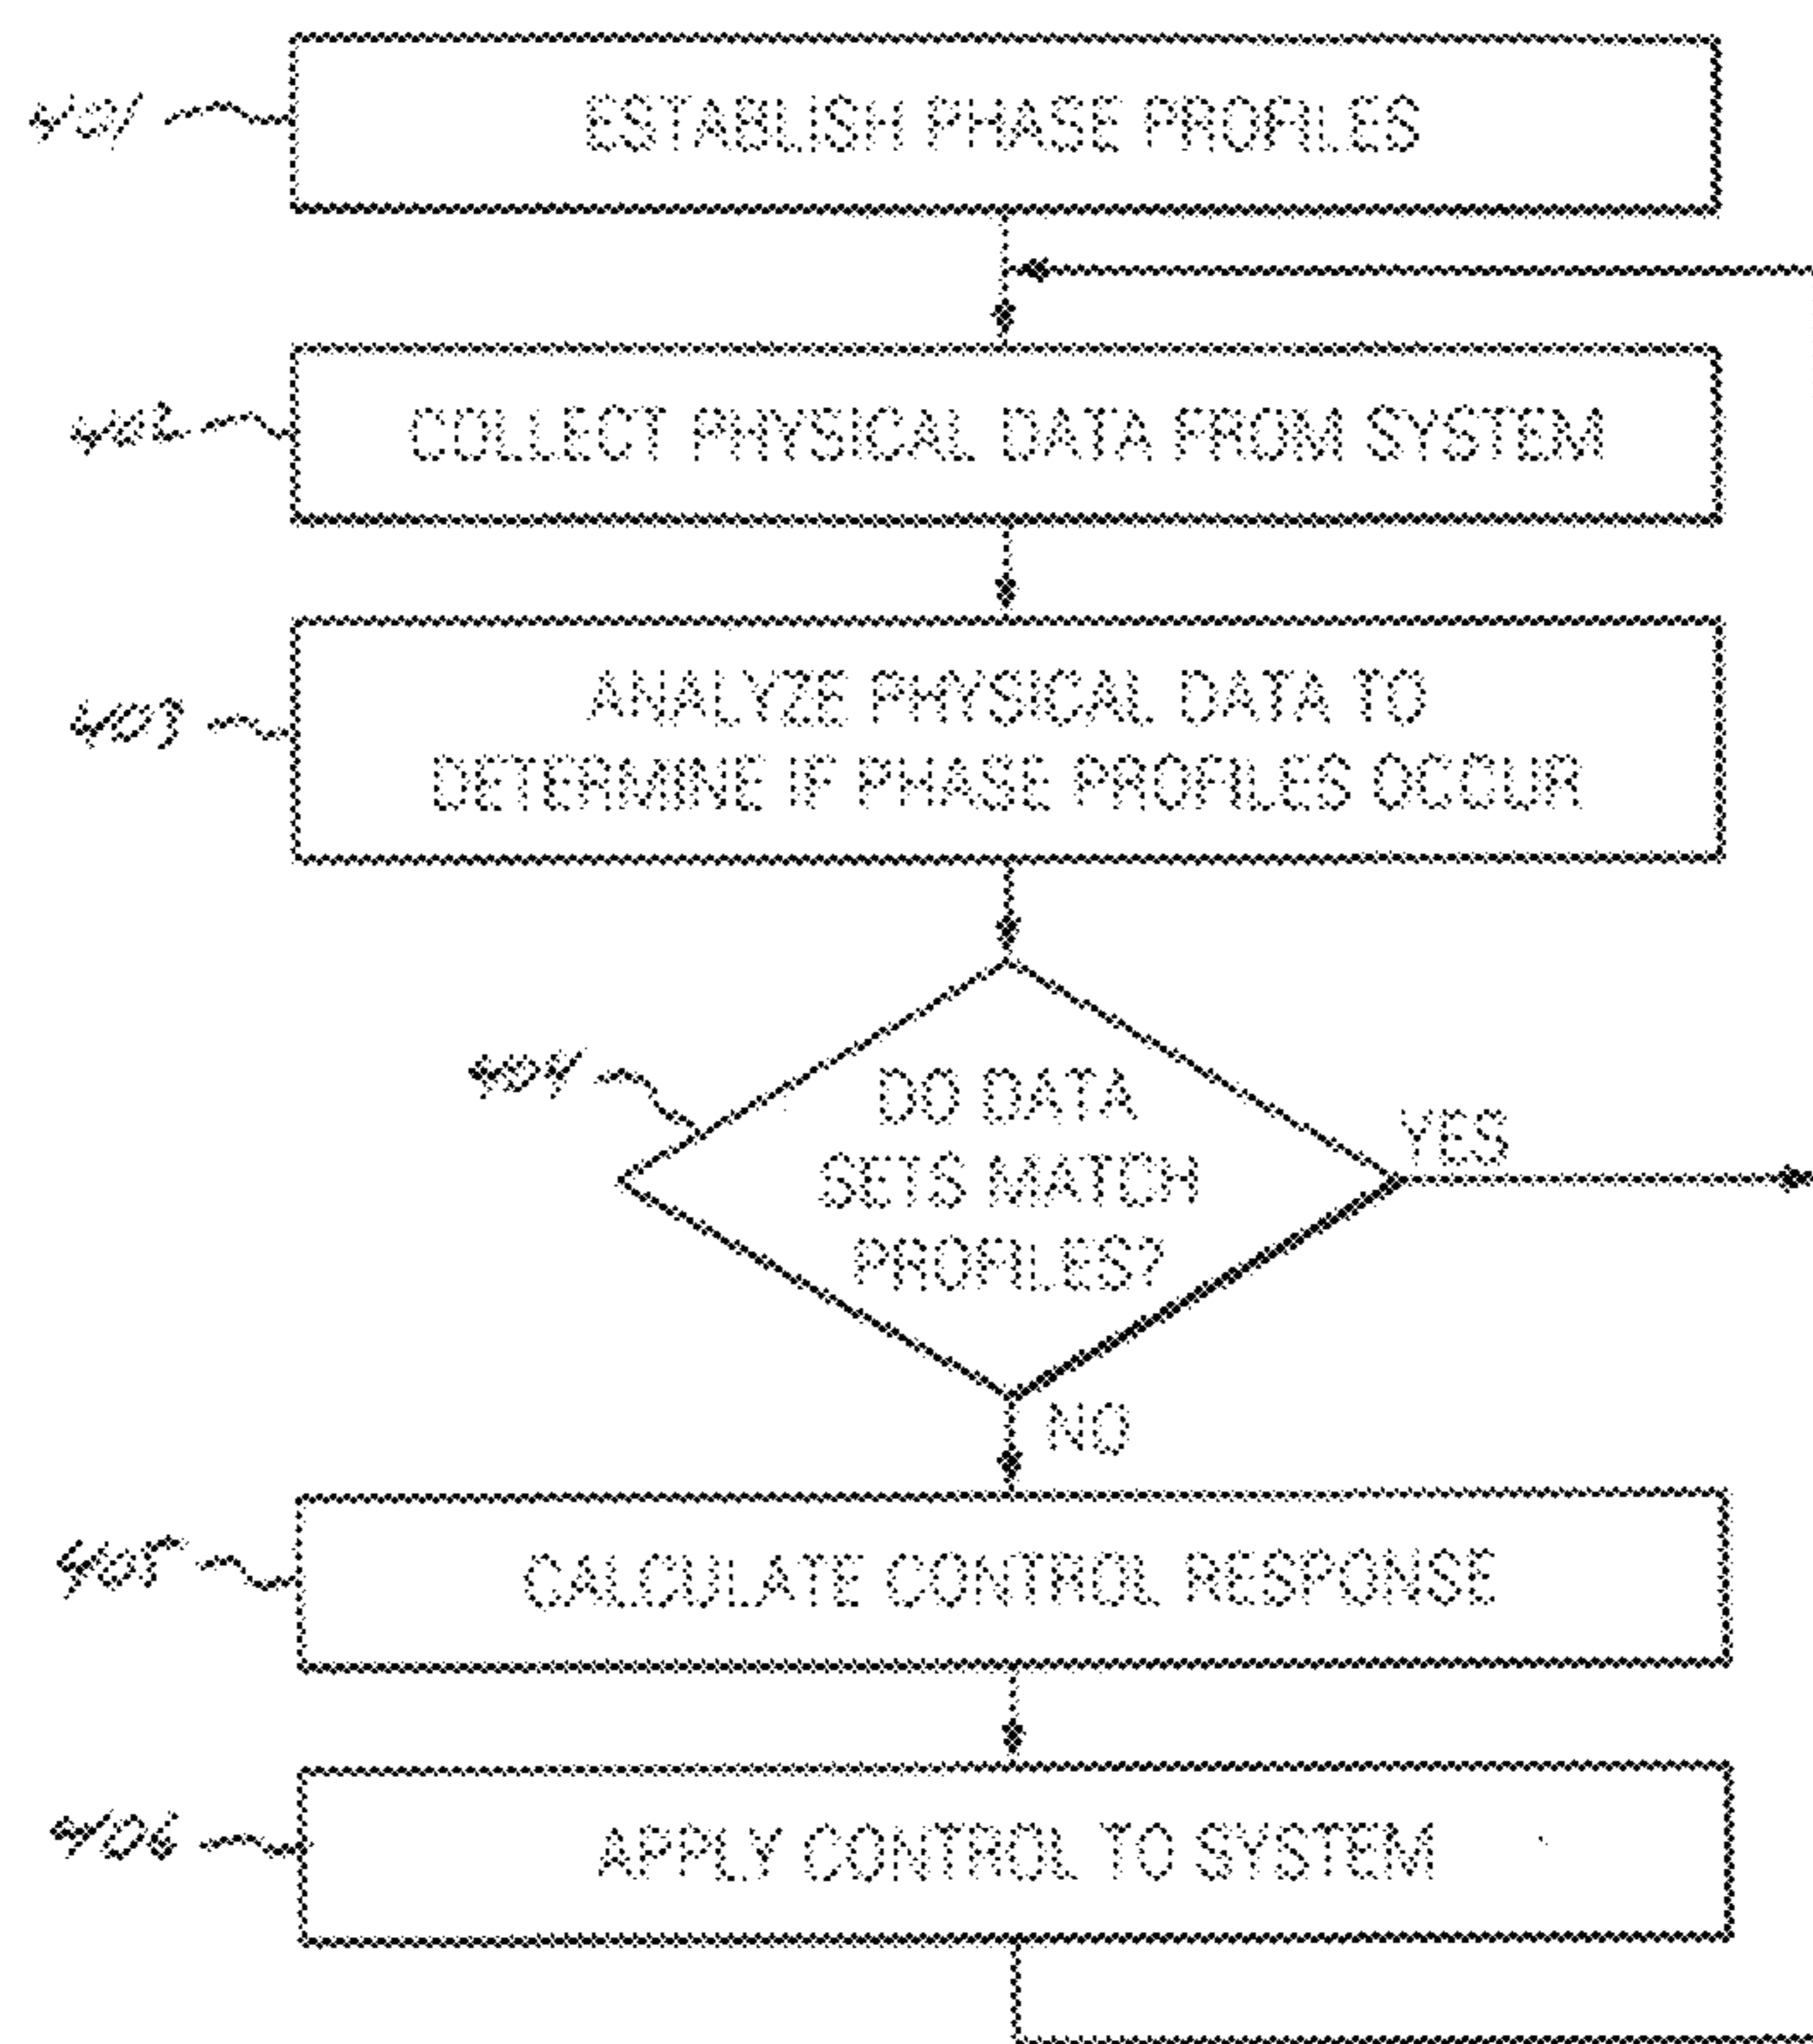 401
ESTABLISH PHASE PROFILES
402
COLLECT PHYSICAL DATA FROM SYSTEM
403
ANALYZE PHYSICAL DATA TO
DETERMINE IF PHASE PROFILES OCCUR
404
DO DATA
SETS MATCH
PROFILES?
YES
NO
405
CALCULATE CONTROL RESPONSE
406
APPLY CONTROL TO SYSTEM